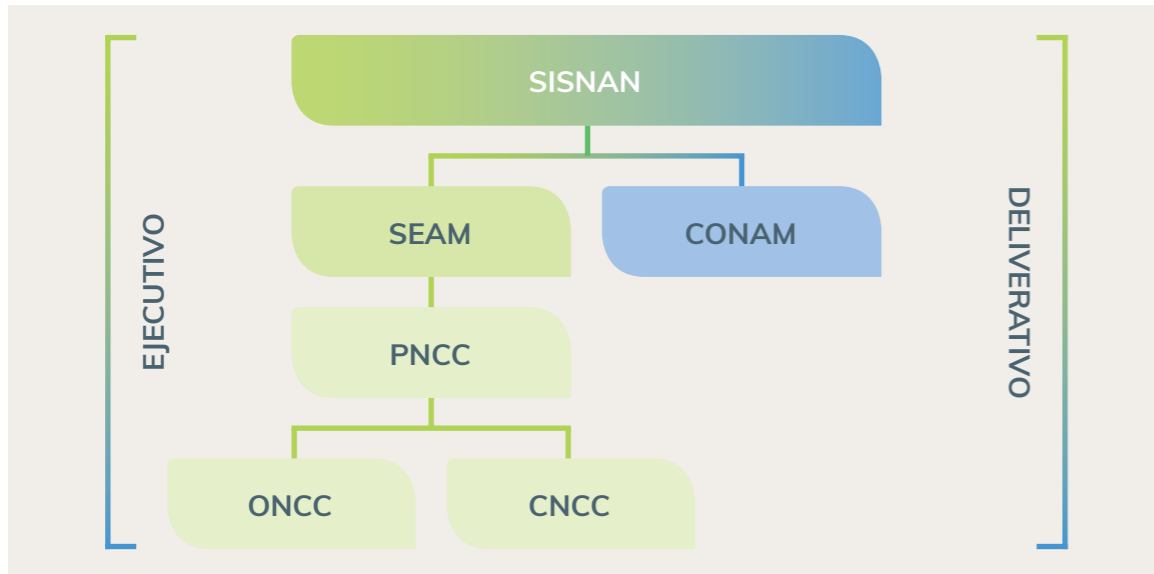 SISNAN
EJECUTIVO
SEAM
CONAM
DELIVERATIVO
PNCC
ONCC
CNCC